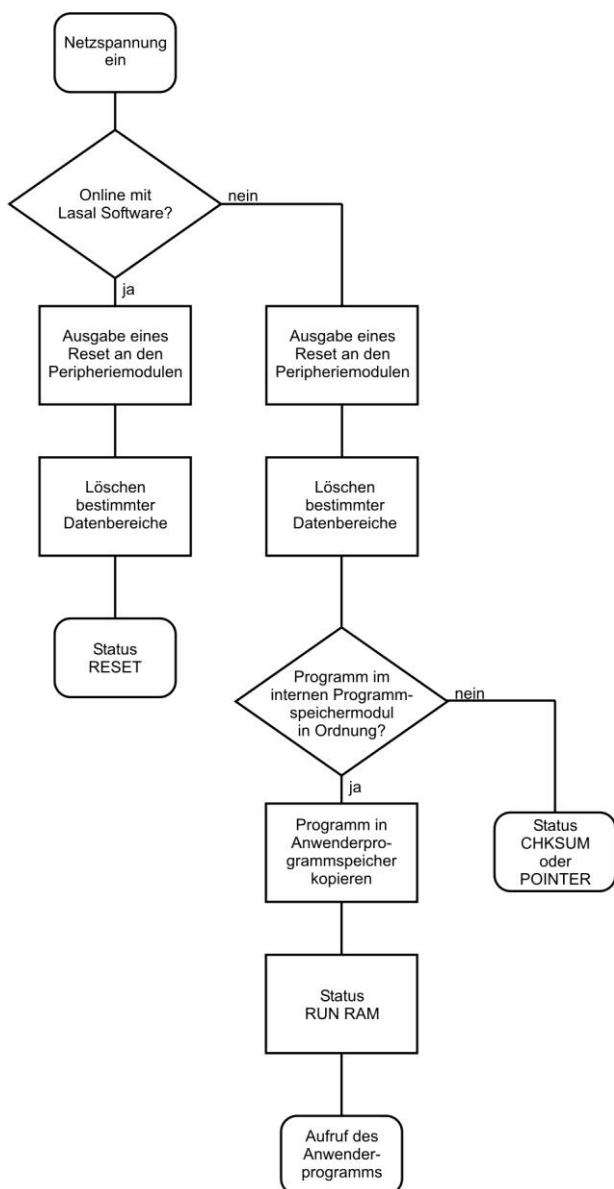 Netzspannung
ein
Online mit
Lasal Software?
nein
ja
Ausgabe eines
Reset an den
Peripheriemodulen
Ausgabe eines
Reset an den
Peripheriemodulen
Löschen
bestimmter
Datenbereiche
Löschen
bestimmter
Datenbereiche
Status
RESET
Programm im
internen Programm-
speichermodul
in Ordnung?
nein
ja
Programm in
Anwenderpro-
grammspeicher
kopieren
Status
CHKSUM
oder
POINTER
Status
RUN RAM
Aufruf des
Anwender-
programms